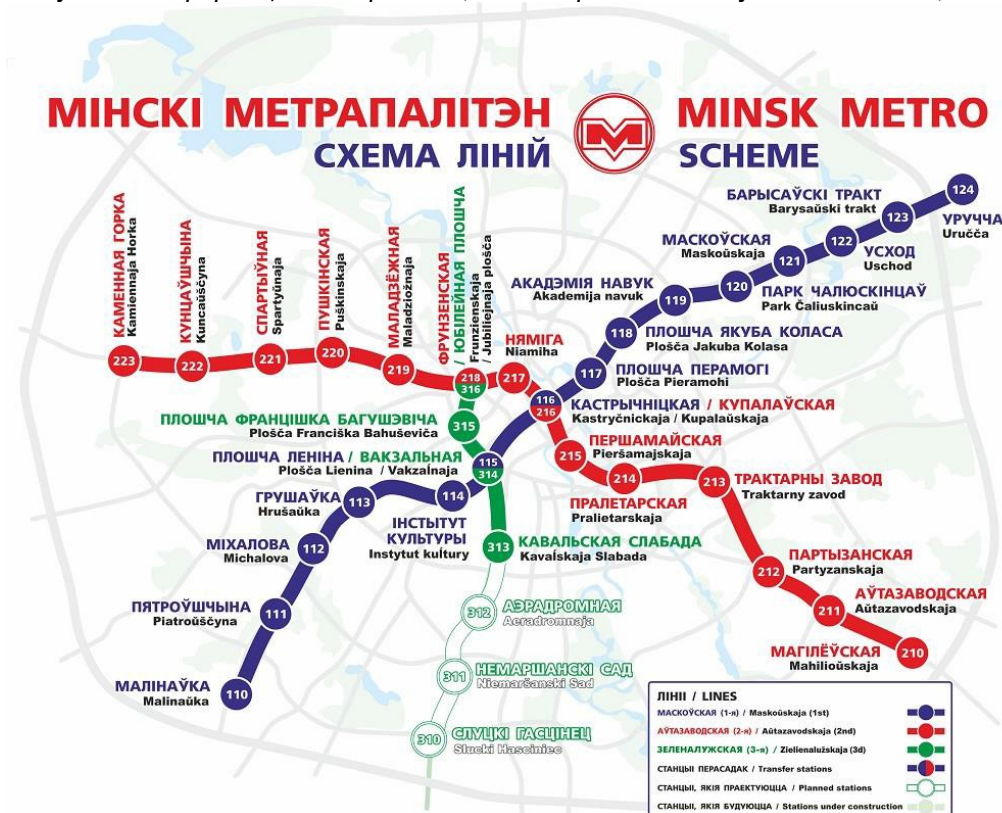 МІНСКІ МЕТРАПАЛІТЭН
СХЕМА ЛІНІЙ
MINSK METRO
SCHEME
КАМЕННАЯ ГОРКА
Kamiennaja Horka
223
КУНЦАЎШЧЫНА
Kuncaŭščyna
222
СПАРТЫЎНАЯ
Spartyŭnaja
221
ПУШКІНСКАЯ
Puškinskaja
220
МАЛАДЗЁЖНАЯ
Maladziožnaja
219
ФРУНЗЕНСКАЯ
/ ЮБІЛЕЙНАЯ ПЛОШЧА
Frunzienskaja
/ Jubiliejnaja plošča
218
316
НЯМІГА
Niamiha
217
116
216
КАСТРЫЧНІЦКАЯ / КУПАЛАЎСКАЯ
Kastryčnickaja / Kupalaŭskaja
ПЕРШАМАЙСКАЯ
Pieršamajskaja
215
214
ПРАЛЕТАРСКАЯ
Pralietarskaja
213
ТРАКТАРНЫ ЗАВОД
Traktarny zavod
ПАРТЫЗАНСКАЯ
Partyzanskaja
212
АЎТАЗАВОДСКАЯ
Aŭtazavodskaja
211
МАГІЛЁЎСКАЯ
Mahilioŭskaja
210
124
УРУЧЧА
Uručča
БАРЫСАЎСКІ ТРАКТ
Barysaŭski trakt
123
122
УСХОД
Uschod
МАСКОЎСКАЯ
Maskoŭskaja
121
120
ПАРК ЧАЛЮСКІНЦАЎ
Park Čaliuskincaŭ
АКАДЭМІЯ НАВУК
Akademija navuk
119
118
ПЛОШЧА ЯКУБА КОЛАСА
Plošča Jakuba Kolasa
117
ПЛОШЧА ПЕРАМОГІ
Plošča Pieramohi
ПЛОШЧА ФРАНЦІШКА БАГУШЭВІЧА
Plošča Franciška Bahuševiča
315
ПЛОШЧА ЛЕНІНА / ВАКЗАЛЬНАЯ
Plošča Lienina / Vakzaĺnaja
115
314
114
ІНСТЫТУТ
КУЛЬТУРЫ
Instytut kuĺtury
ГРУШАЎКА
Hrušaŭka
113
МІХАЛОВА
Michalova
112
ПЯТРОЎШЧЫНА
Piatroŭščyna
111
МАЛІНАЎКА
Malinaŭka
110
313
КАВАЛЬСКАЯ СЛАБАДА
Kavaĺskaja Slabada
312
АЭРАДРОМНАЯ
Aeradromnaja
311
НЕМАРШАНСКІ САД
Niemaršanski Sad
310
СЛУЦКІ ГАСЦІНЕЦ
Slucki Hasciniec
ЛІНІІ / LINES
МАСКОЎСКАЯ (1-я) / Maskoŭskaja (1st)
АЎТАЗАВОДСКАЯ (2-я) / Aŭtazavodskaja (2nd)
ЗЕЛЕНАЛУЖСКАЯ (3-я) / Zielienalužskaja (3d)
СТАНЦЫІ ПЕРАСАДАК / Transfer stations
СТАНЦЫІ, ЯКІЯ ПРАЕКТУЮЦЦА / Planned stations
СТАНЦЫІ, ЯКІЯ БУДУЮЦЦА / Stations under construction